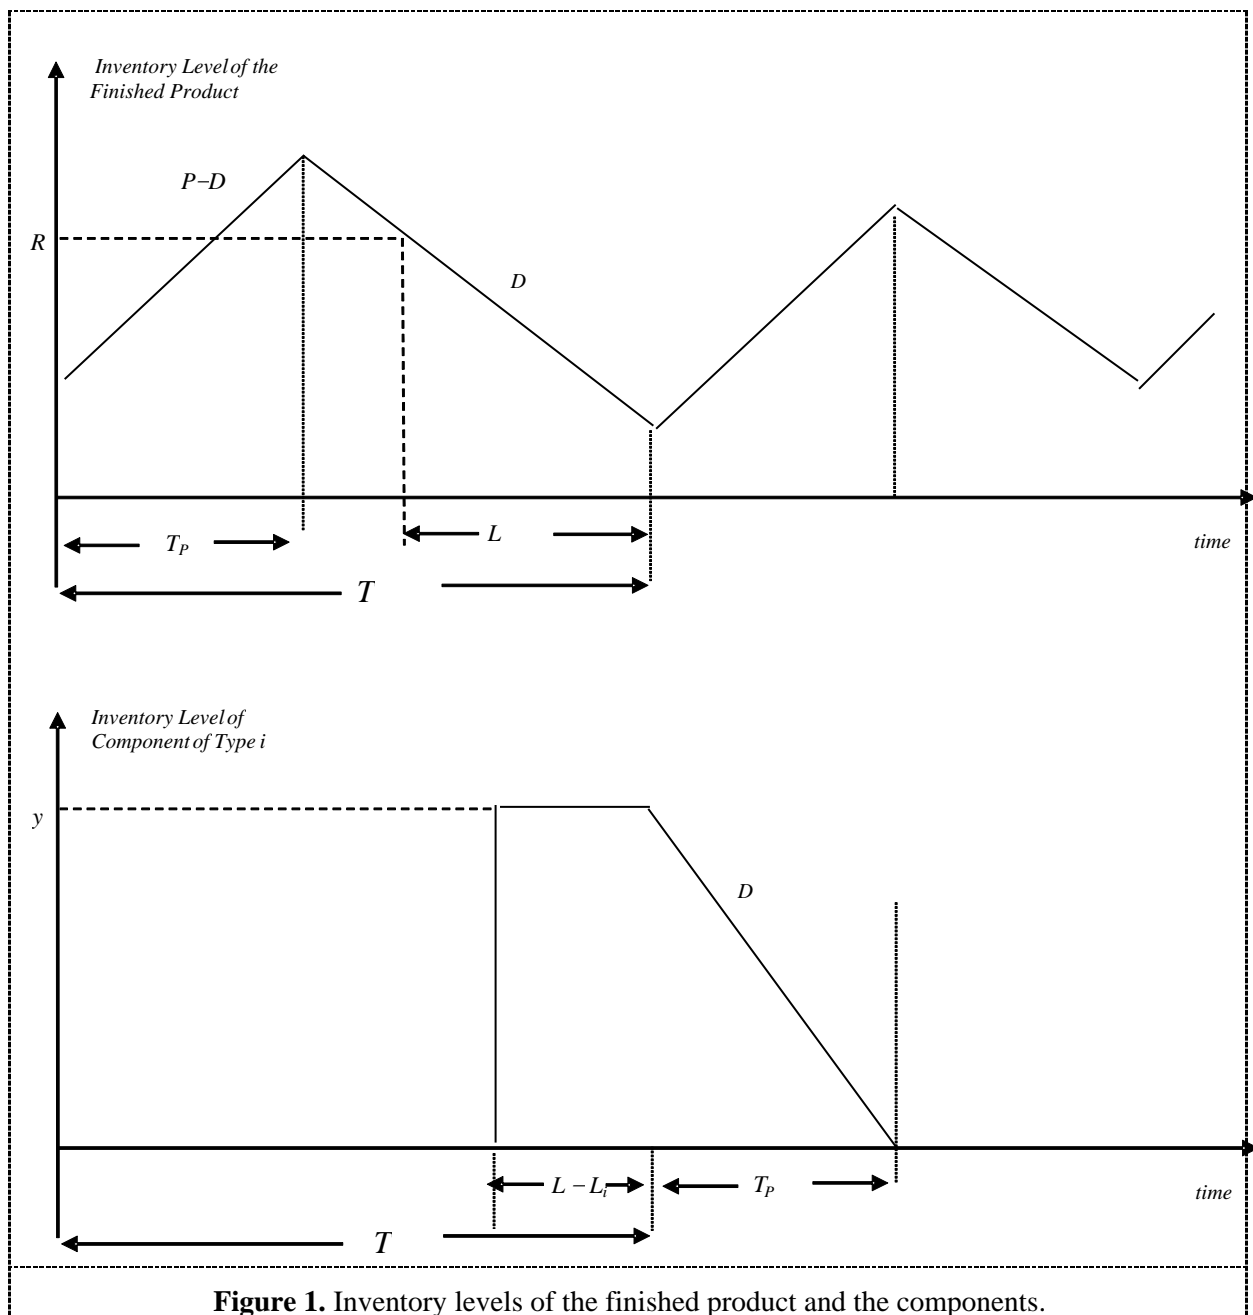 Inventory Level of the
Finished Product
P–D
R
D
L
T_P
time
T
Inventory Level of
Component of Type i
y
D
L – L_i
T_P
time
T
Figure 1. Inventory levels of the finished product and the components.